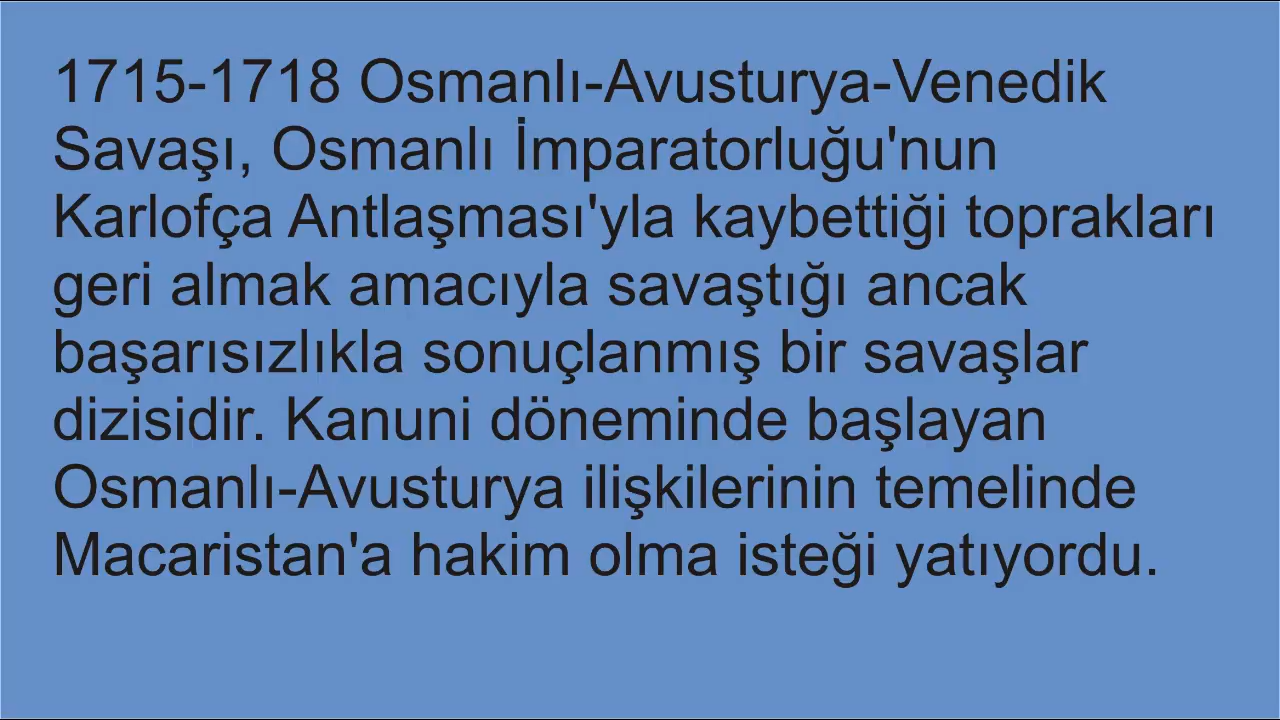 1715-1718 Osmanlı-Avusturya-Venedik
Savaşı, Osmanlı İmparatorluğu'nun
Karlofça Antlaşması'yla kaybettiği toprakları
geri almak amacıyla savaştığı ancak
başarısızlıkla sonuçlanmış bir savaşlar
dizisidir. Kanuni döneminde başlayan
Osmanlı-Avusturya ilişkilerinin temelinde
Macaristan'a hakim olma isteği yatıyordu.